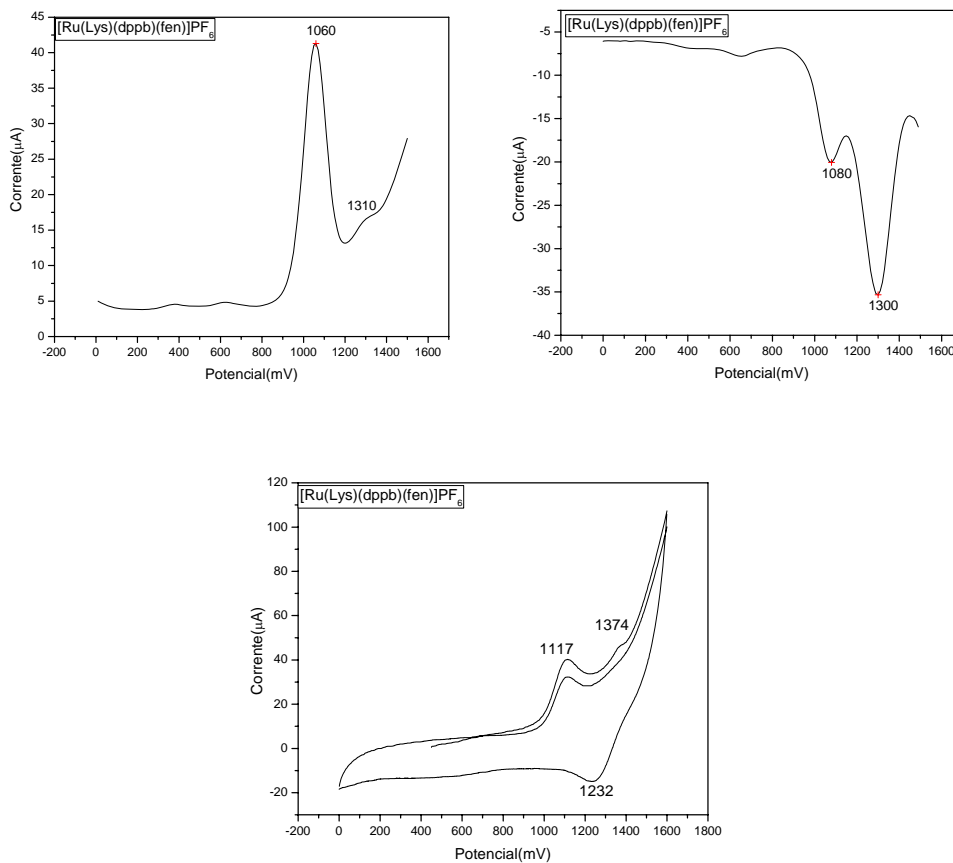 [Ru(Lys)(dppb)(fen)]PF6
1060
1310
45
40
35
30
25
20
15
10
5
0
-200 0 200 400 600 800 1000 1200 1400 1600
Corrente(μA)
Potencial(mV)
[Ru(Lys)(dppb)(fen)]PF6
1080
1300
-5
-10
-15
-20
-25
-30
-35
-40
-200 0 200 400 600 800 1000 1200 1400 1600
Corrente(μA)
Potencial(mV)
[Ru(Lys)(dppb)(fen)]PF6
1374
1117
1232
120
100
80
60
40
20
0
-20
-200 0 200 400 600 800 1000 1200 1400 1600 1800
Corrente(μA)
Potencial(mV)